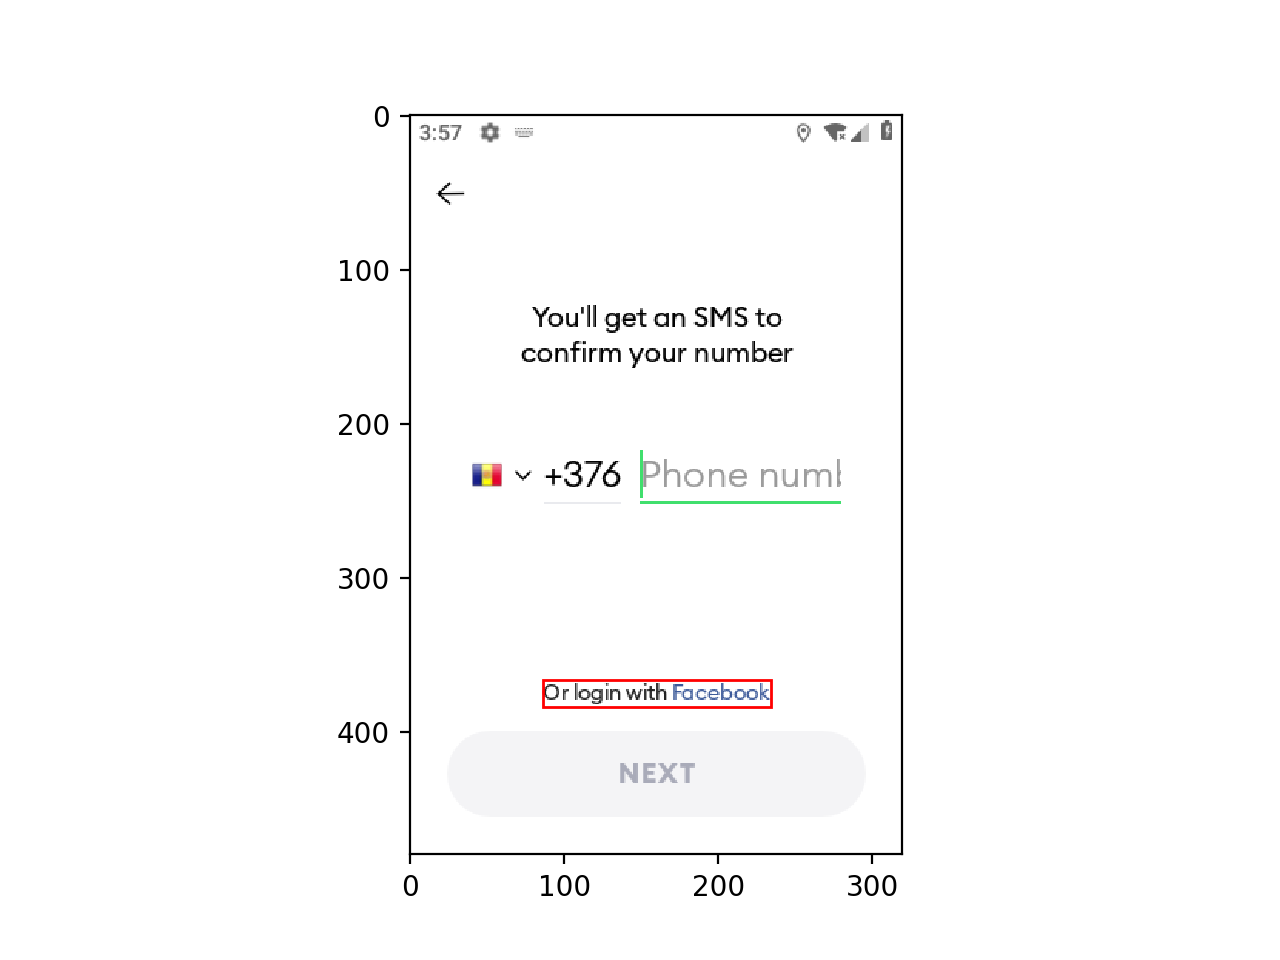 0
100
200
300
400
3:57
You'll get an SMS to
confirm your number
+376 Phone numb
Or login with Facebook
NEXT
0 100 200 300